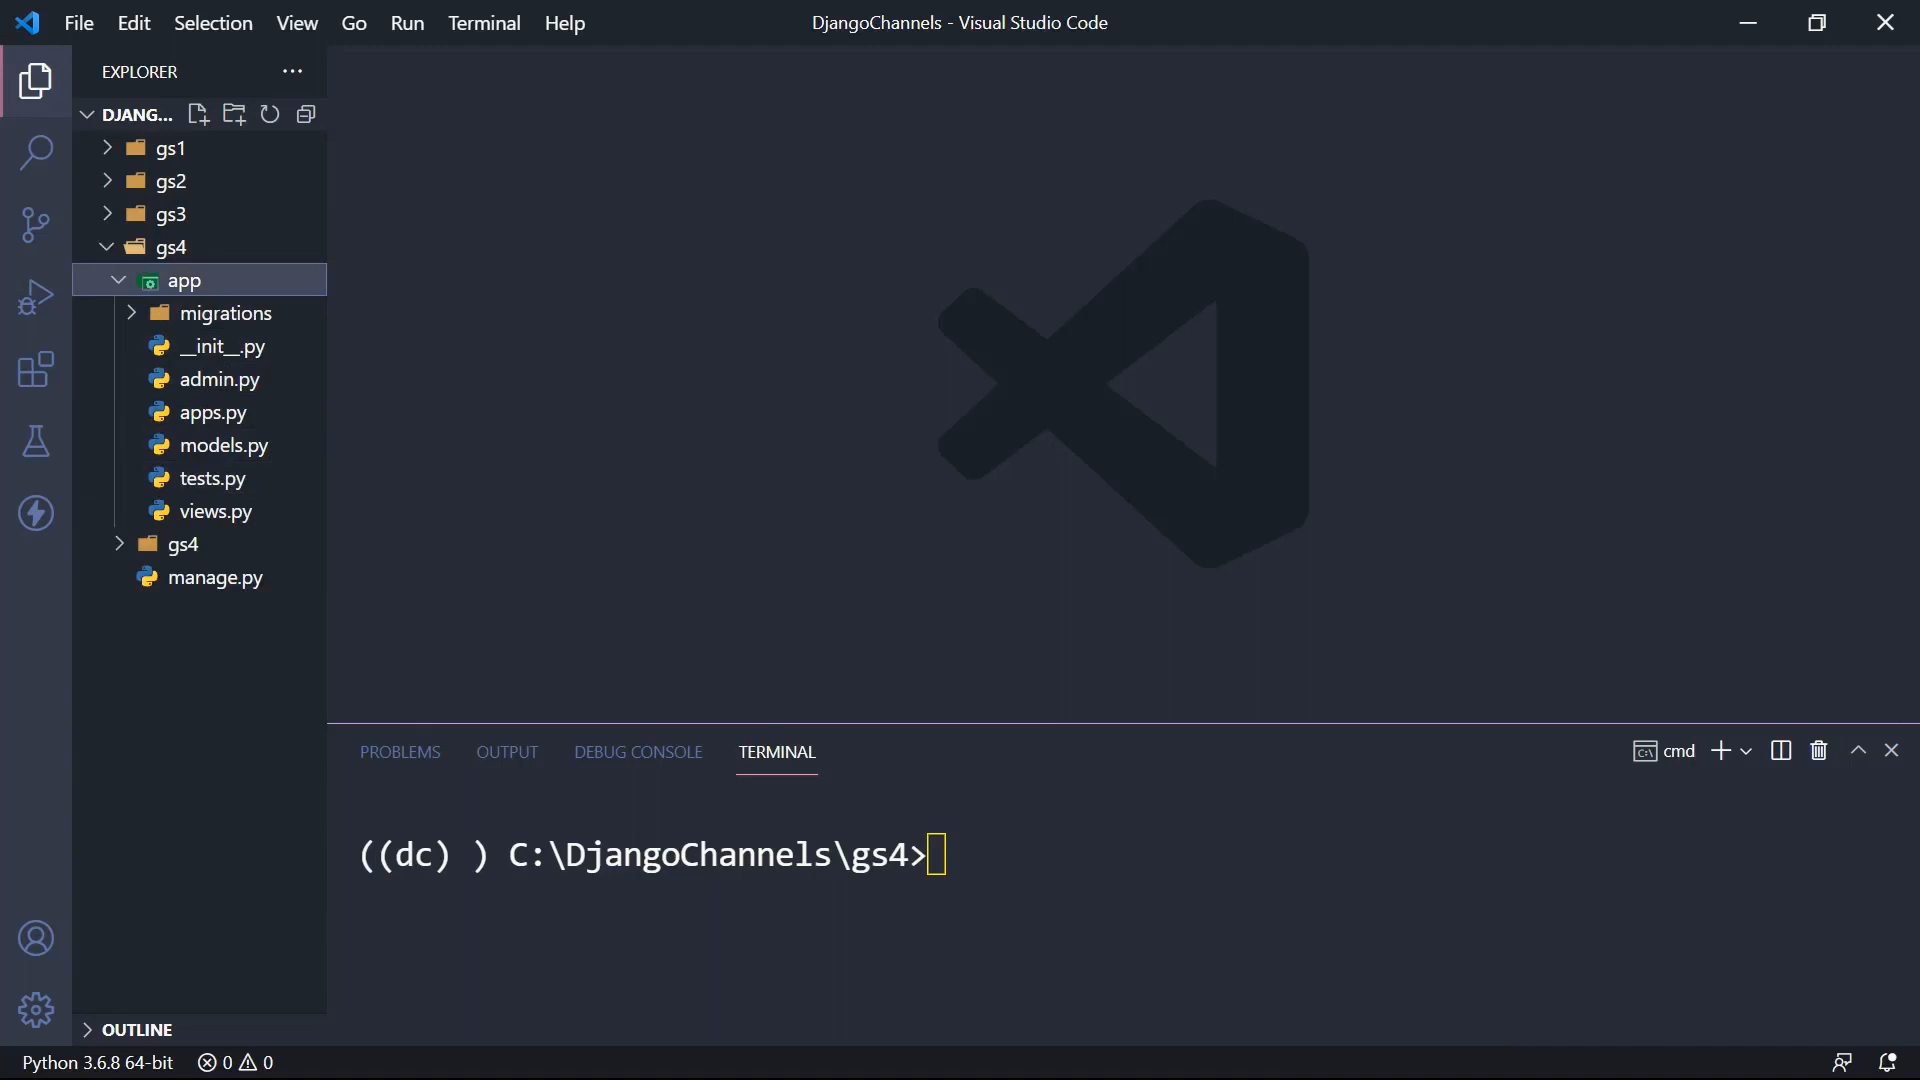 File Edit Selection View Go Run Terminal Help DjangoChannels - Visual Studio Code
EXPLORER
DJANG...
gs1
gs2
gs3
gs4
app
migrations
__init__.py
admin.py
apps.py
models.py
tests.py
views.py
gs4
manage.py
PROBLEMS OUTPUT DEBUG CONSOLE TERMINAL cmd
((dc) ) C:\DjangoChannels\gs4>
OUTLINE
Python 3.6.8 64-bit 0 0